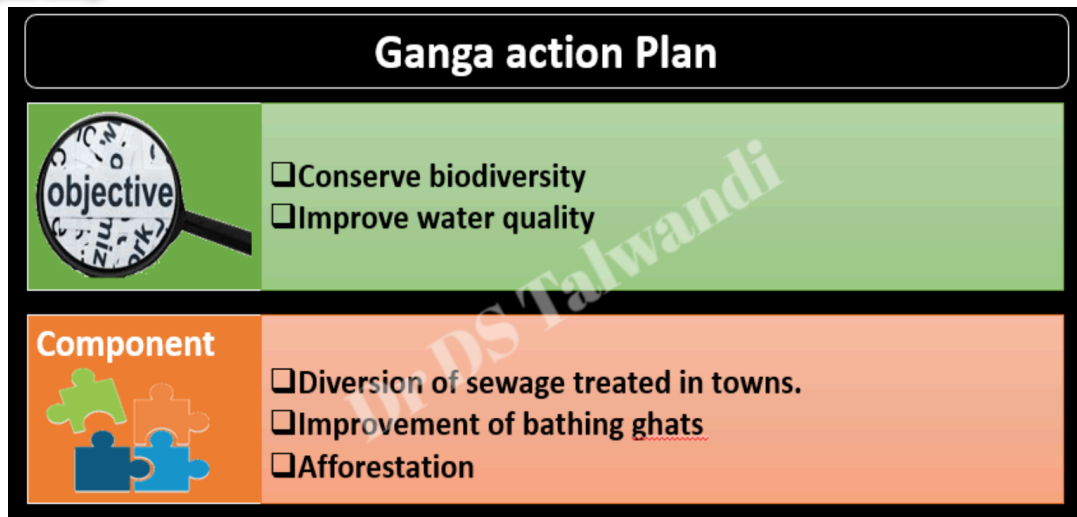 Ganga action Plan
objective
❑Conserve biodiversity
❑Improve water quality
Component
❑Diversion of sewage treated in towns.
❑Improvement of bathing ghats
❑Afforestation
Dr DS Talwandi